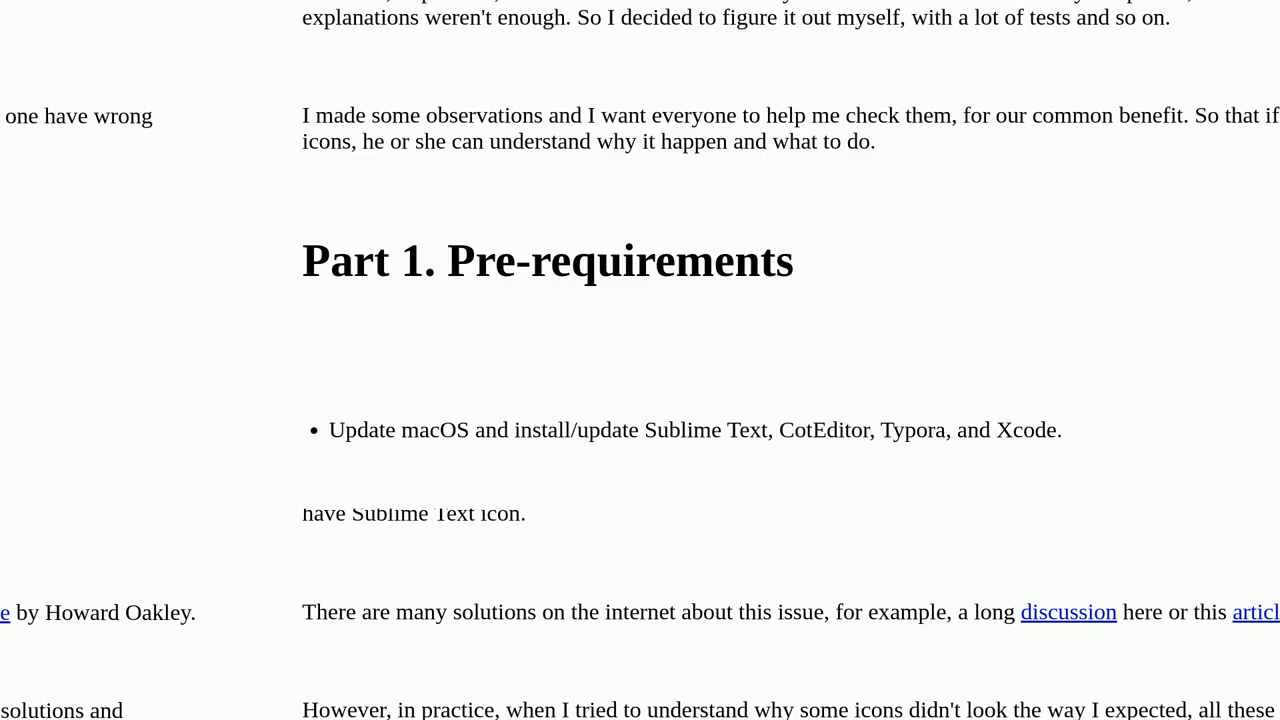 explanations weren't enough. So I decided to figure it out myself, with a lot of tests and so on.
one have wrong
I made some observations and I want everyone to help me check them, for our common benefit. So that if
icons, he or she can understand why it happen and what to do.
Part 1. Pre-requirements
• Update macOS and install/update Sublime Text, CotEditor, Typora, and Xcode.
have Sublime Text icon.
e by Howard Oakley.
There are many solutions on the internet about this issue, for example, a long discussion here or this articl
solutions and
However, in practice, when I tried to understand why some icons didn't look the way I expected, all these